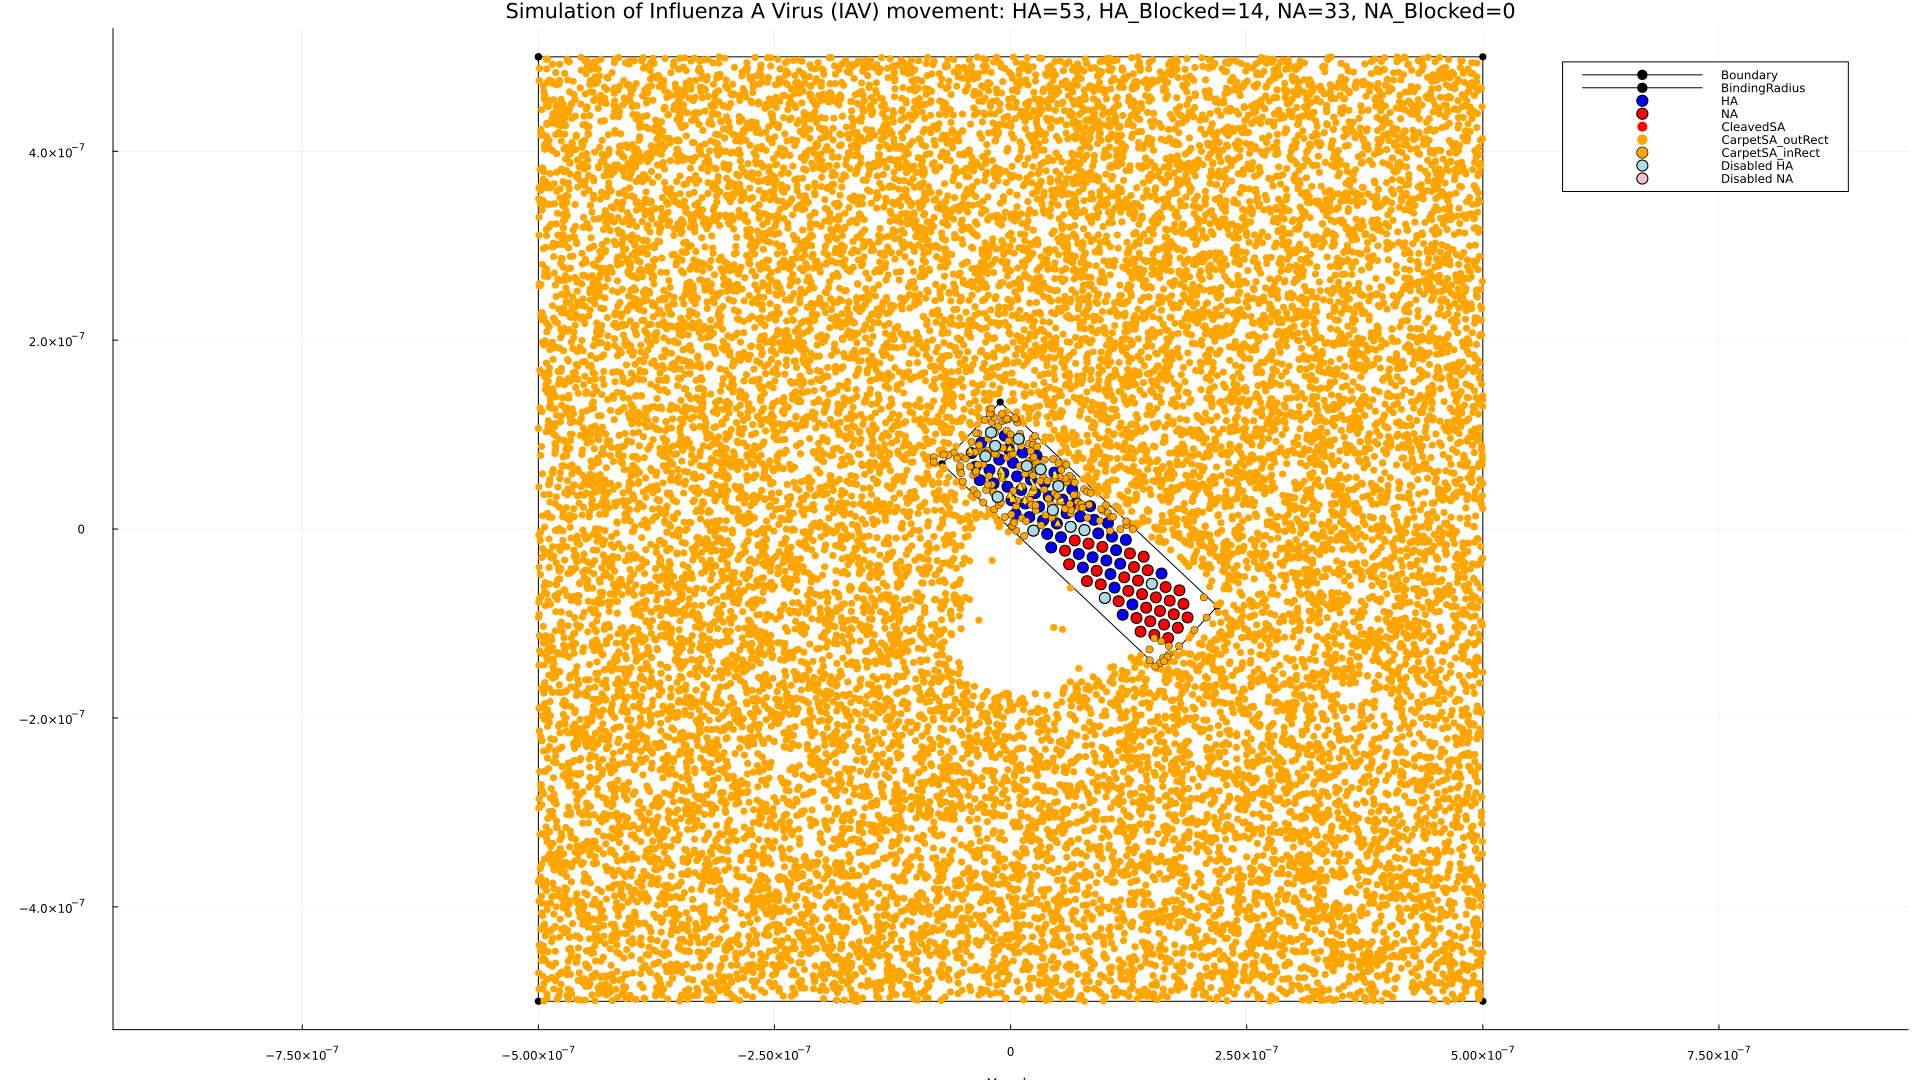 Simulation of Influenza A Virus (IAV) movement: HA=53, HA_Blocked=14, NA=33, NA_Blocked=0
Boundary
BindingRadius
HA
NA
CleavedSA
CarpetSA_outRect
CarpetSA_inRect
Disabled HA
Disabled NA
4.0×10⁻⁷
2.0×10⁻⁷
0
−2.0×10⁻⁷
−4.0×10⁻⁷
−7.50×10⁻⁷ −5.00×10⁻⁷ −2.50×10⁻⁷ 0 2.50×10⁻⁷ 5.00×10⁻⁷ 7.50×10⁻⁷